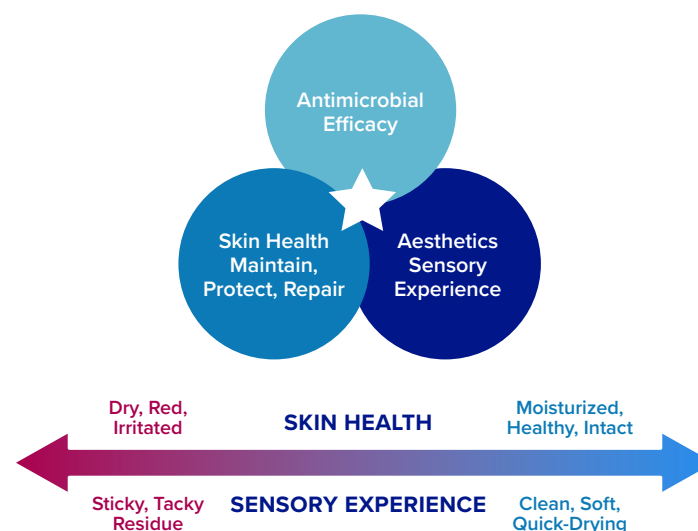 Antimicrobial
Efficacy
Skin Health
Maintain,
Protect, Repair
Aesthetics
Sensory
Experience
Dry, Red,
Irritated
SKIN HEALTH
Moisturized,
Healthy, Intact
Sticky, Tacky
Residue
SENSORY EXPERIENCE
Clean, Soft,
Quick-Drying